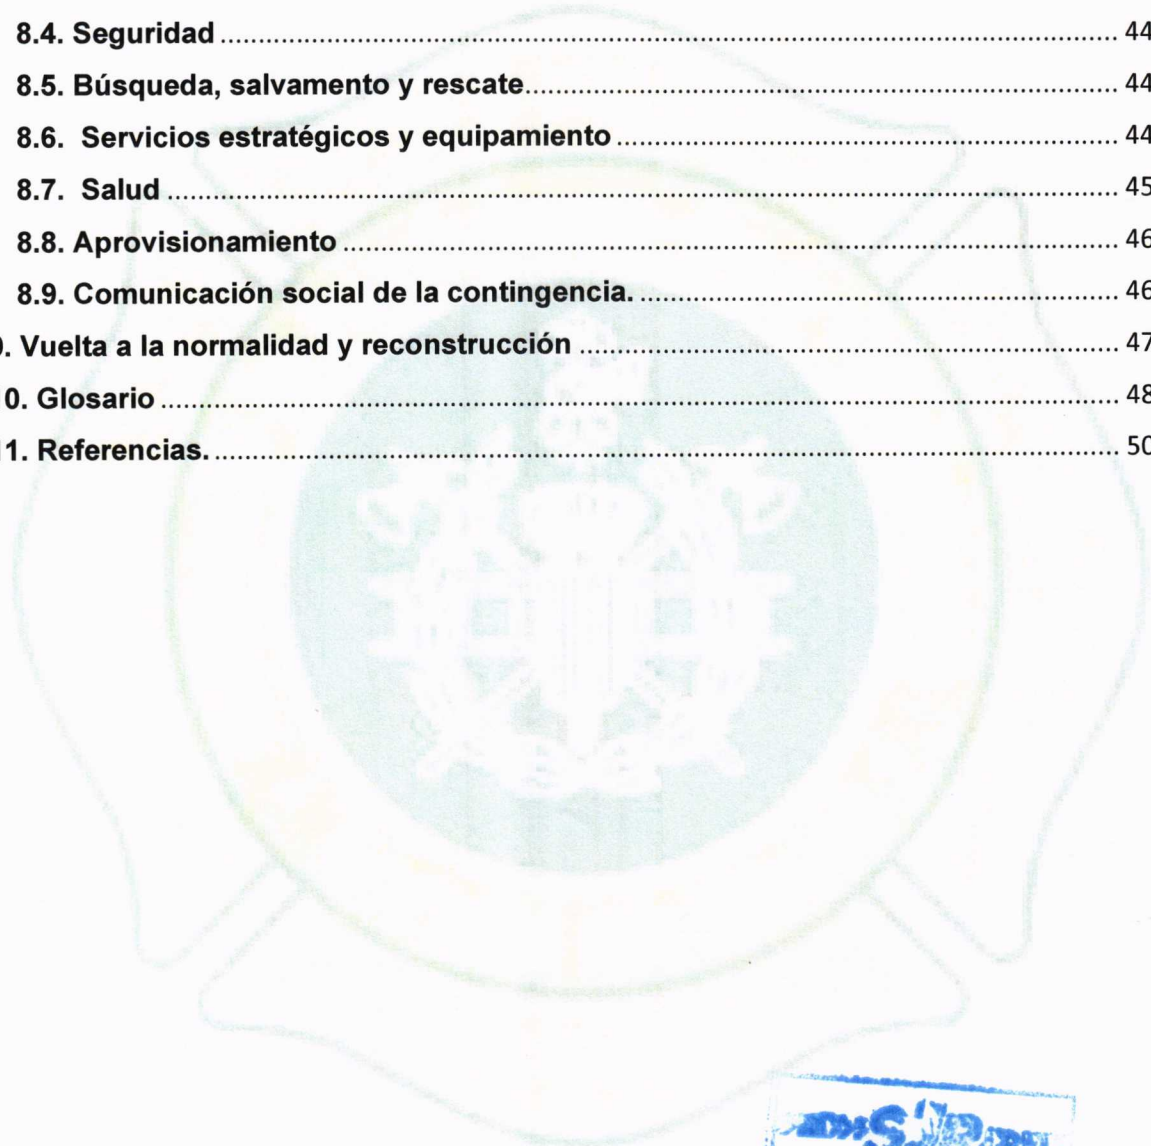 8.4. Seguridad ........ 44
8.5. Búsqueda, salvamento y rescate ........ 44
8.6. Servicios estratégicos y equipamiento ........ 44
8.7. Salud ........ 45
8.8. Aprovisionamiento ........ 46
8.9. Comunicación social de la contingencia. ........ 46
. Vuelta a la normalidad y reconstrucción ........ 47
0. Glosario ........ 48
1. Referencias. ........ 50